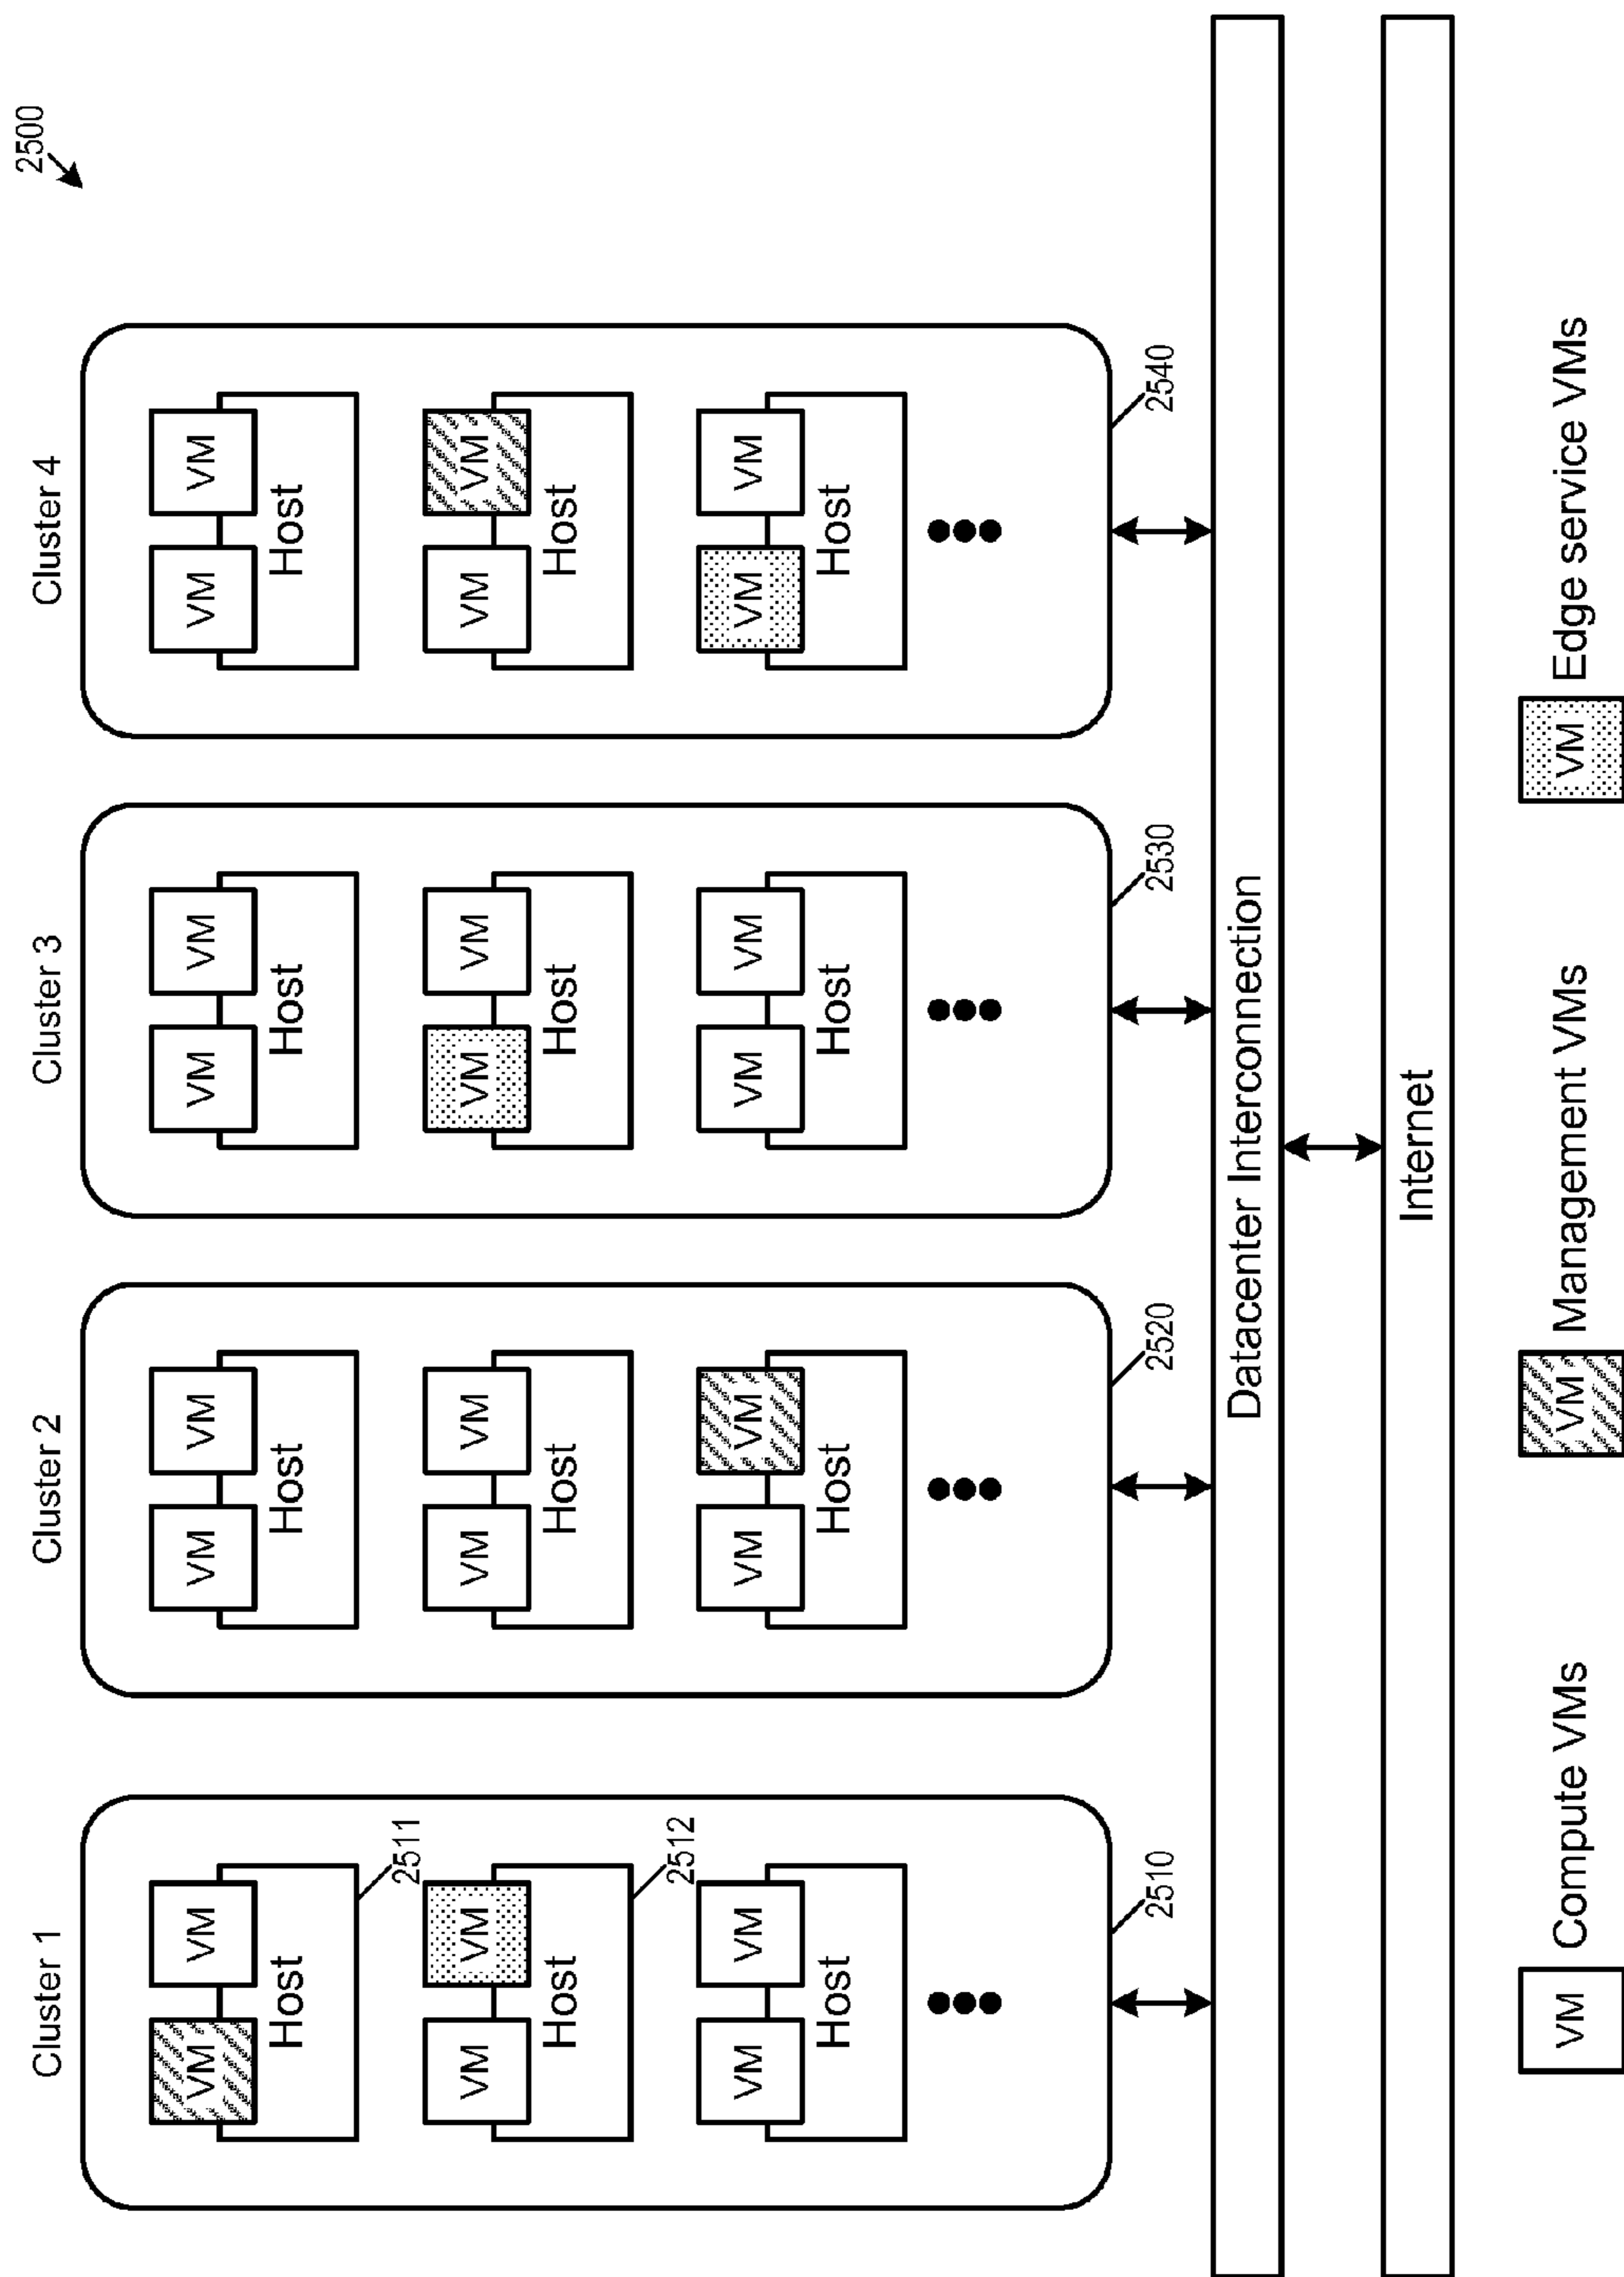 2500
Cluster 1
Cluster 2
Cluster 3
Cluster 4
VM
VM
Host
2511
VM
VM
Host
2512
VM
VM
Host
2510
VM
VM
Host
VM
VM
Host
VM
VM
Host
2520
VM
VM
Host
VM
VM
Host
VM
VM
Host
2530
VM
VM
Host
VM
VM
Host
VM
VM
Host
2540
Datacenter Interconnection
Internet
VM Compute VMs
VM Management VMs
VM Edge service VMs